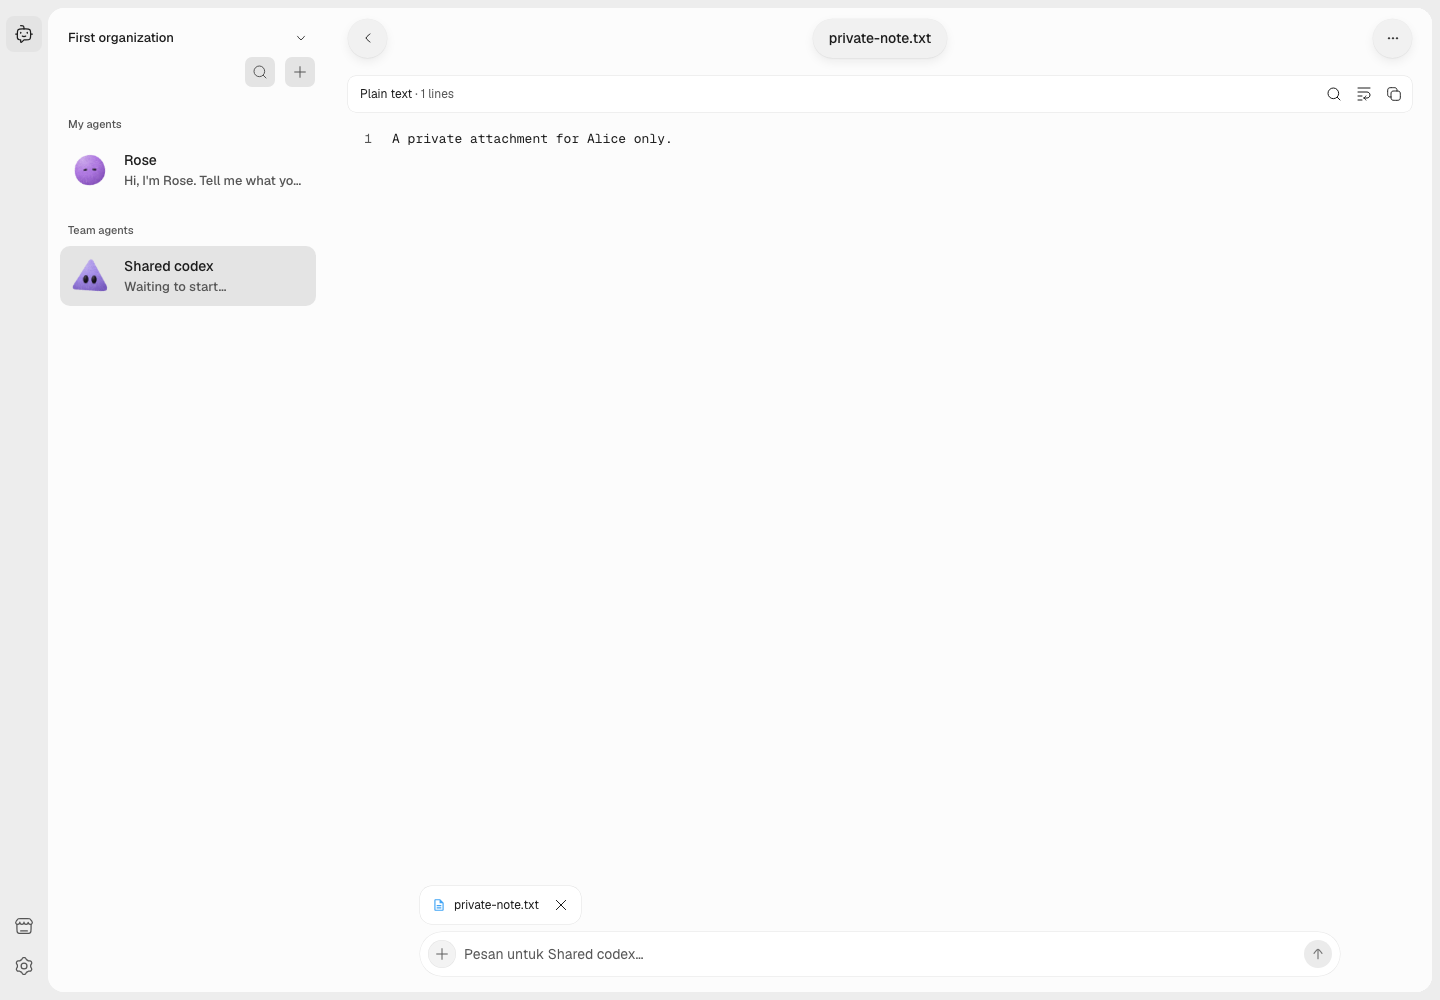 First organization
My agents
Rose
Hi, I'm Rose. Tell me what yo...
Team agents
Shared codex
Waiting to start...
private-note.txt
Plain text · 1 lines
1 A private attachment for Alice only.
private-note.txt
Pesan untuk Shared codex...